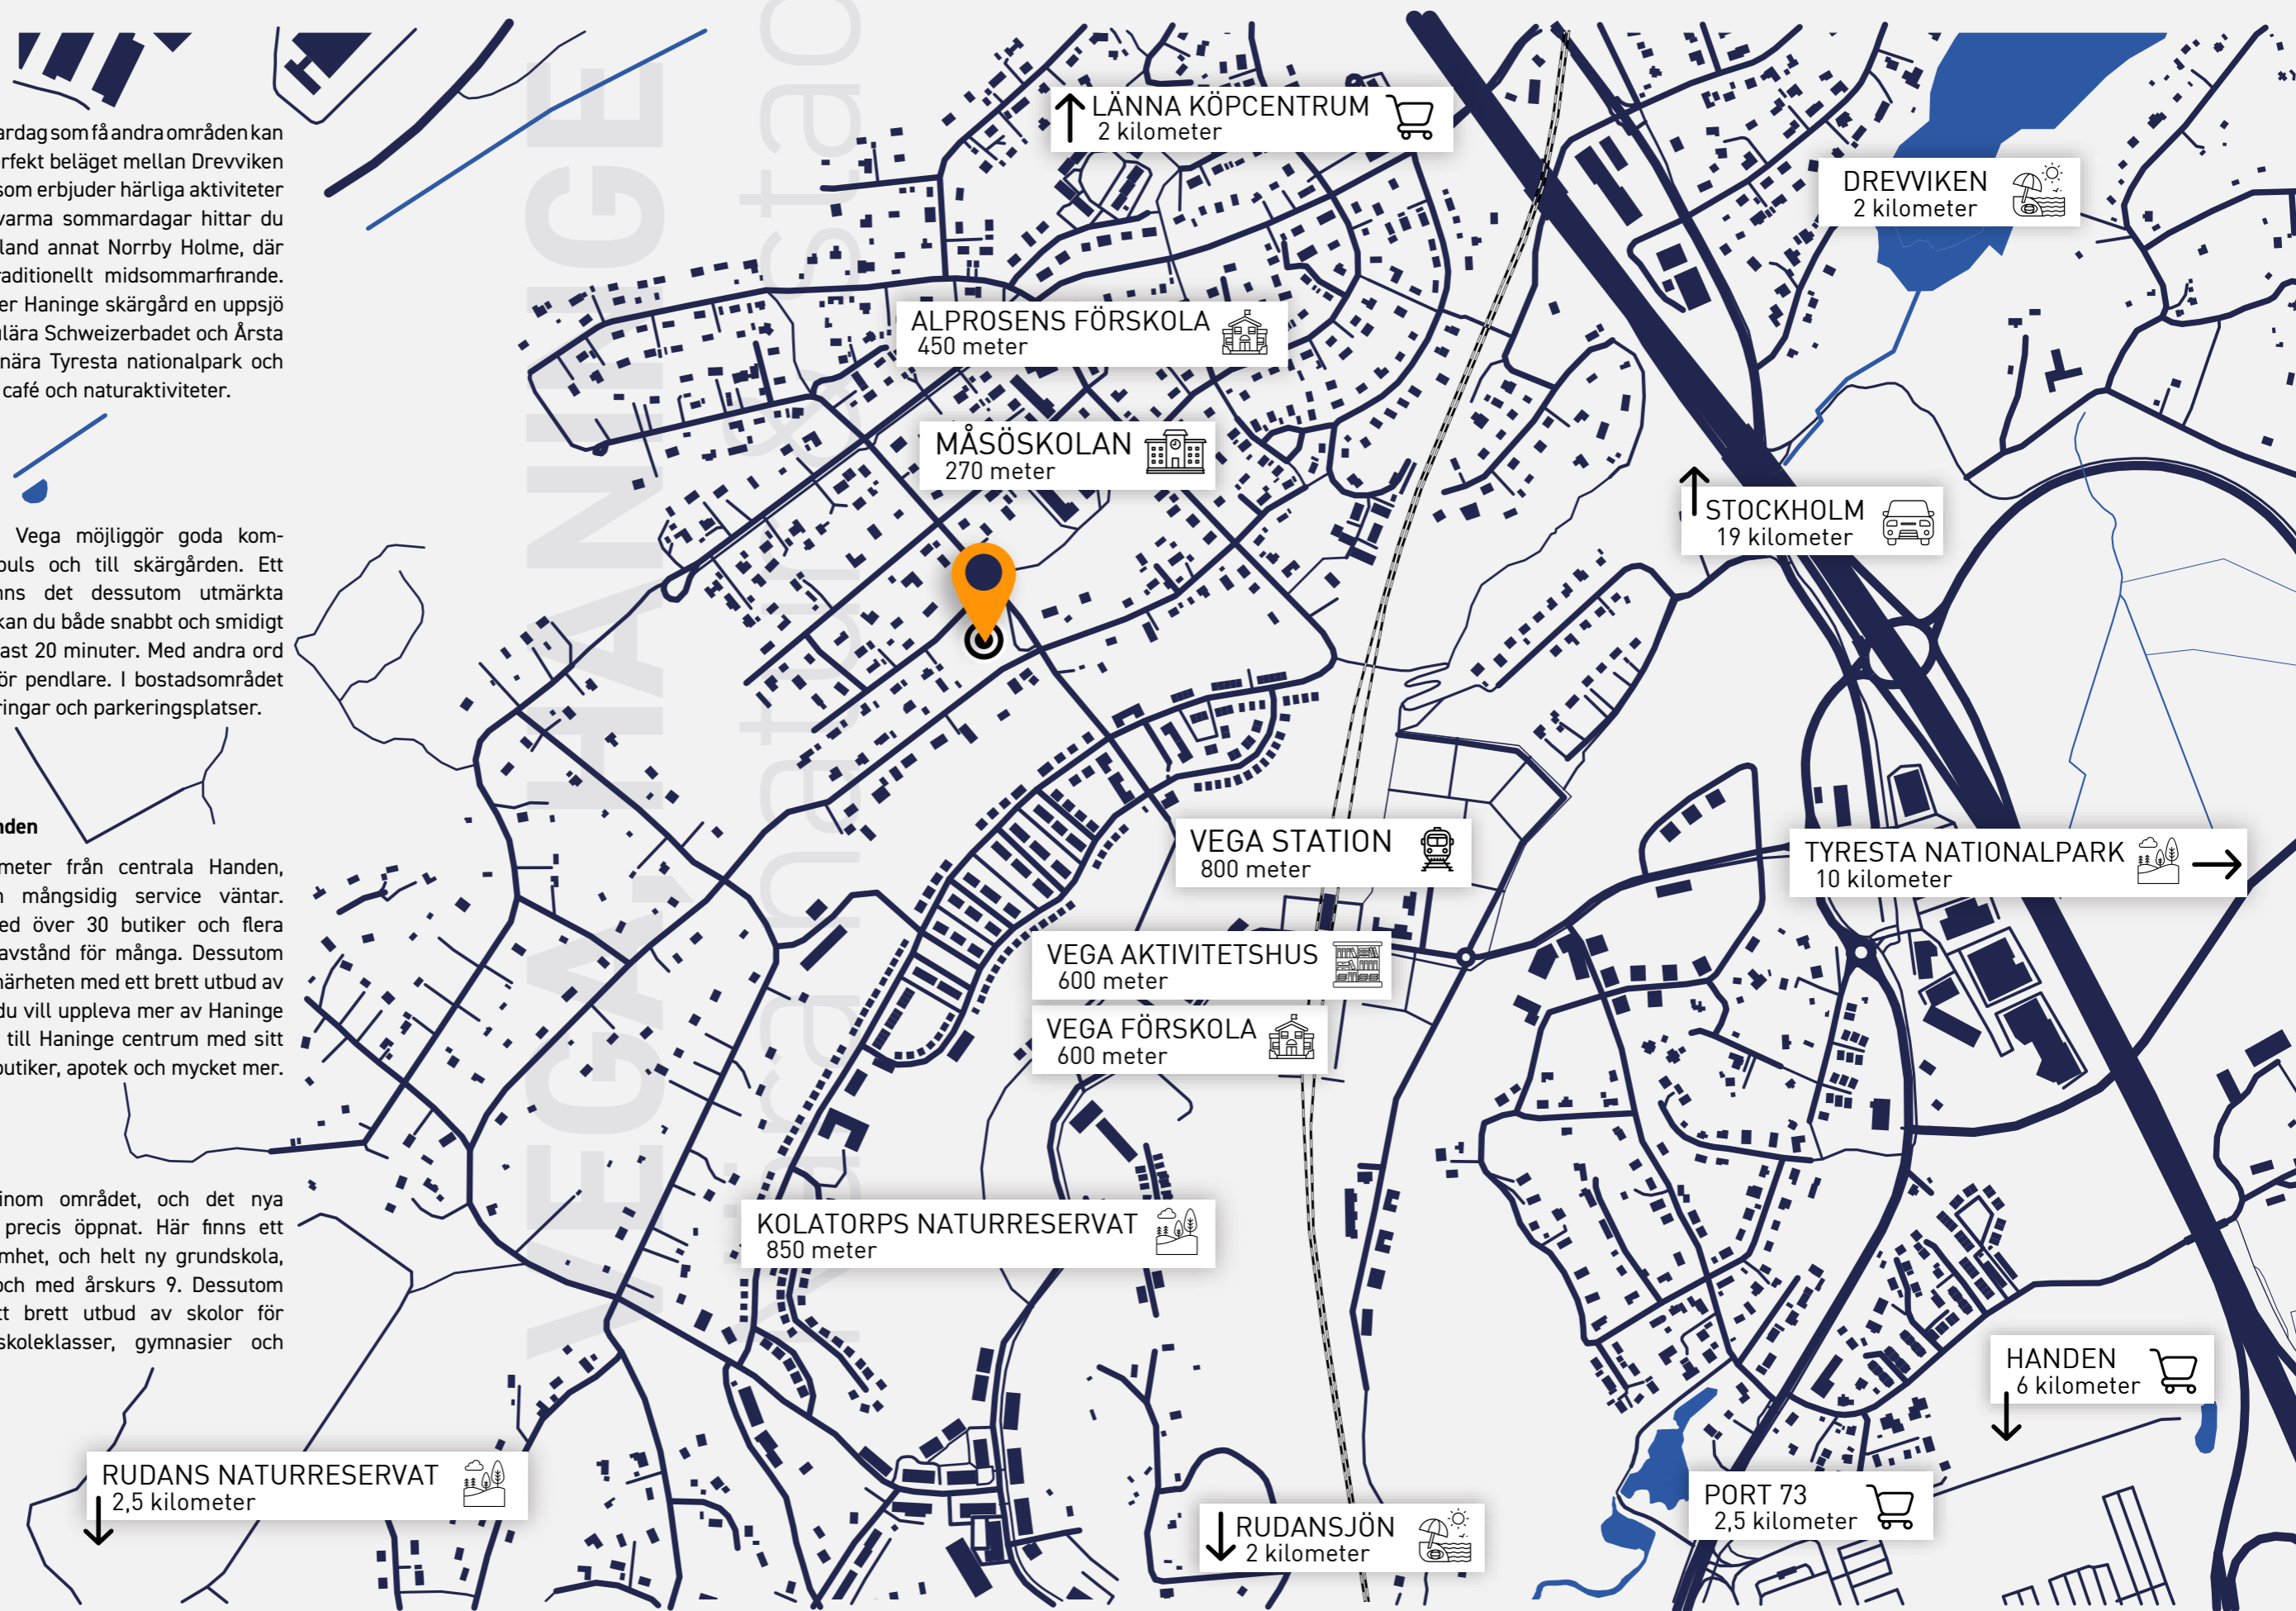 ardag som få andra områden kan
rfekt beläget mellan Drevviken
som erbjuder härliga aktiviteter
varma sommardagar hittar du
land annat Norrby Holme, där
raditionellt midsommarfirande.
er Haninge skärgård en uppsjö
lära Schweizerbadet och Årsta
nära Tyresta nationalpark och
café och naturaktiviteter.
Vega möjliggör goda kom-
puls och till skärgården. Ett
nns det dessutom utmärkta
kan du både snabbt och smidigt
ast 20 minuter. Med andra ord
ör pendlare. I bostadsområdet
ringar och parkeringsplatser.
nden
meter från centrala Handen,
n mångsidig service väntar.
ed över 30 butiker och flera
avstånd för många. Dessutom
närheten med ett brett utbud av
du vill uppleva mer av Haninge
till Haninge centrum med sitt
butiker, apotek och mycket mer.
inom området, och det nya
precis öppnat. Här finns ett
mhet, och helt ny grundskola,
och med årskurs 9. Dessutom
tt brett utbud av skolor för
skoleklasser, gymnasier och
VEGA, HANINGE
Nära natur & stad
LÄNNA KÖPCENTRUM
2 kilometer
DREVVIKEN
2 kilometer
ALPROSENS FÖRSKOLA
450 meter
MÅSÖSKOLAN
270 meter
STOCKHOLM
19 kilometer
VEGA STATION
800 meter
TYRESTA NATIONALPARK
10 kilometer
VEGA AKTIVITETSHUS
600 meter
VEGA FÖRSKOLA
600 meter
KOLATORPS NATURRESERVAT
850 meter
HANDEN
6 kilometer
RUDANS NATURRESERVAT
2,5 kilometer
PORT 73
2,5 kilometer
RUDANSJÖN
2 kilometer